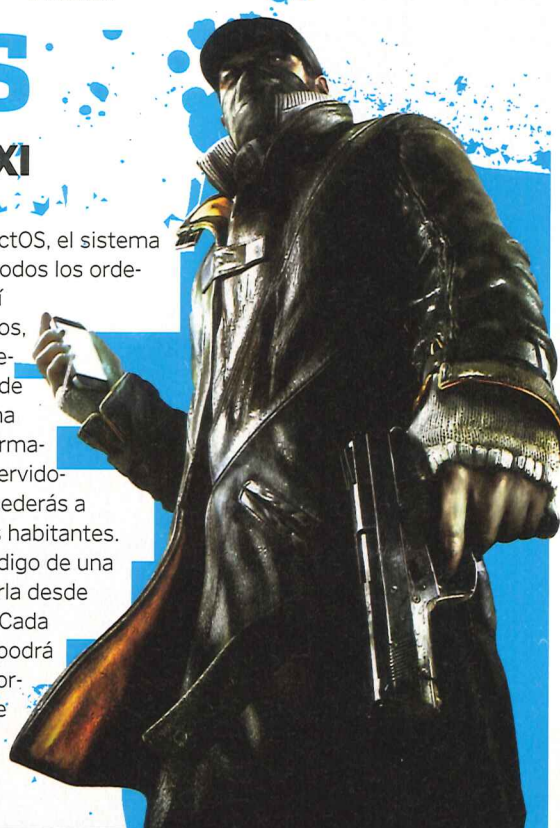 S
XI
ctOS, el sistema
odos los orde-
í
os,
e-
de
na
rma-
ervido-
ederás a
s habitantes.
digo de una
rla desde
Cada
podrá
or-
e